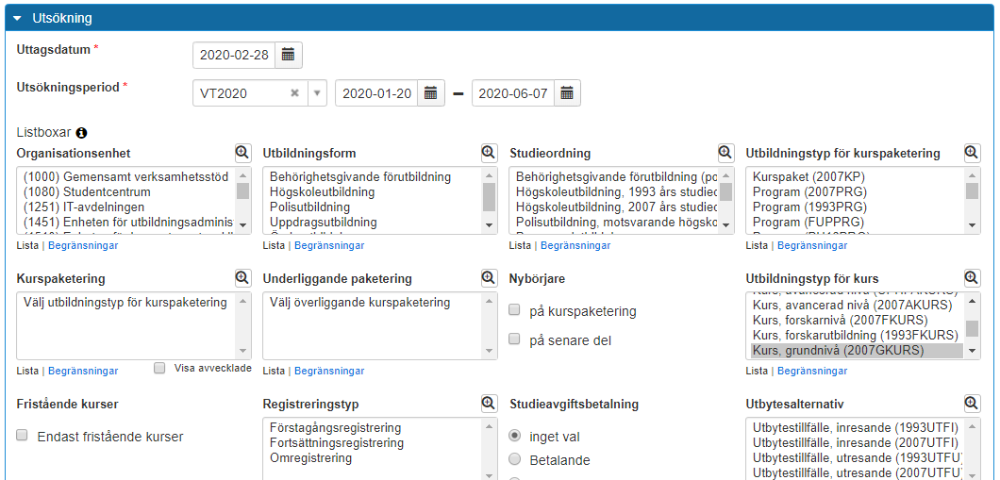 Utsökning
Uttagsdatum *
2020-02-28
Utsökningsperiod *
VT2020
2020-01-20
2020-06-07
Listboxar
Organisationsenhet
(1000) Gemensamt verksamhetsstöd
(1080) Studentcentrum
(1251) IT-avdelningen
(1451) Enheten för utbildningsadminis
Lista | Begränsningar
Utbildningsform
Behörighetsgivande förutbildning
Högskoleutbildning
Polisutbildning
Uppdragsutbildning
Lista | Begränsningar
Studieordning
Behörighetsgivande förutbildning (po
Högskoleutbildning, 1993 års studieo
Högskoleutbildning, 2007 års studieo
Polisutbildning, motsvarande högsko
Lista | Begränsningar
Utbildningstyp för kurspaketering
Kurspaket (2007KP)
Program (2007PRG)
Program (1993PRG)
Program (FUPPRG)
Lista | Begränsningar
Kurspaketering
Välj utbildningstyp för kurspaketering
Lista | Begränsningar
Visa avvecklade
Underliggande paketering
Välj överliggande kurspaketering
Lista | Begränsningar
Nybörjare
på kurspaketering
på senare del
Utbildningstyp för kurs
Kurs, avancerad nivå (2007AKURS)
Kurs, forskarnivå (2007FKURS)
Kurs, forskarutbildning (1993FKURS)
Kurs, grundnivå (2007GKURS)
Lista | Begränsningar
Fristående kurser
Endast fristående kurser
Registreringstyp
Förstagångsregistrering
Fortsättningsregistrering
Omregistrering
Studieavgiftsbetalning
inget val
Betalande
Utbytesalternativ
Utbytestillfälle, inresande (1993UTFI)
Utbytestillfälle, inresande (2007UTFI)
Utbytestillfälle, utresande (1993UTFU
Utbytestillfälle, utresande (2007UTFU